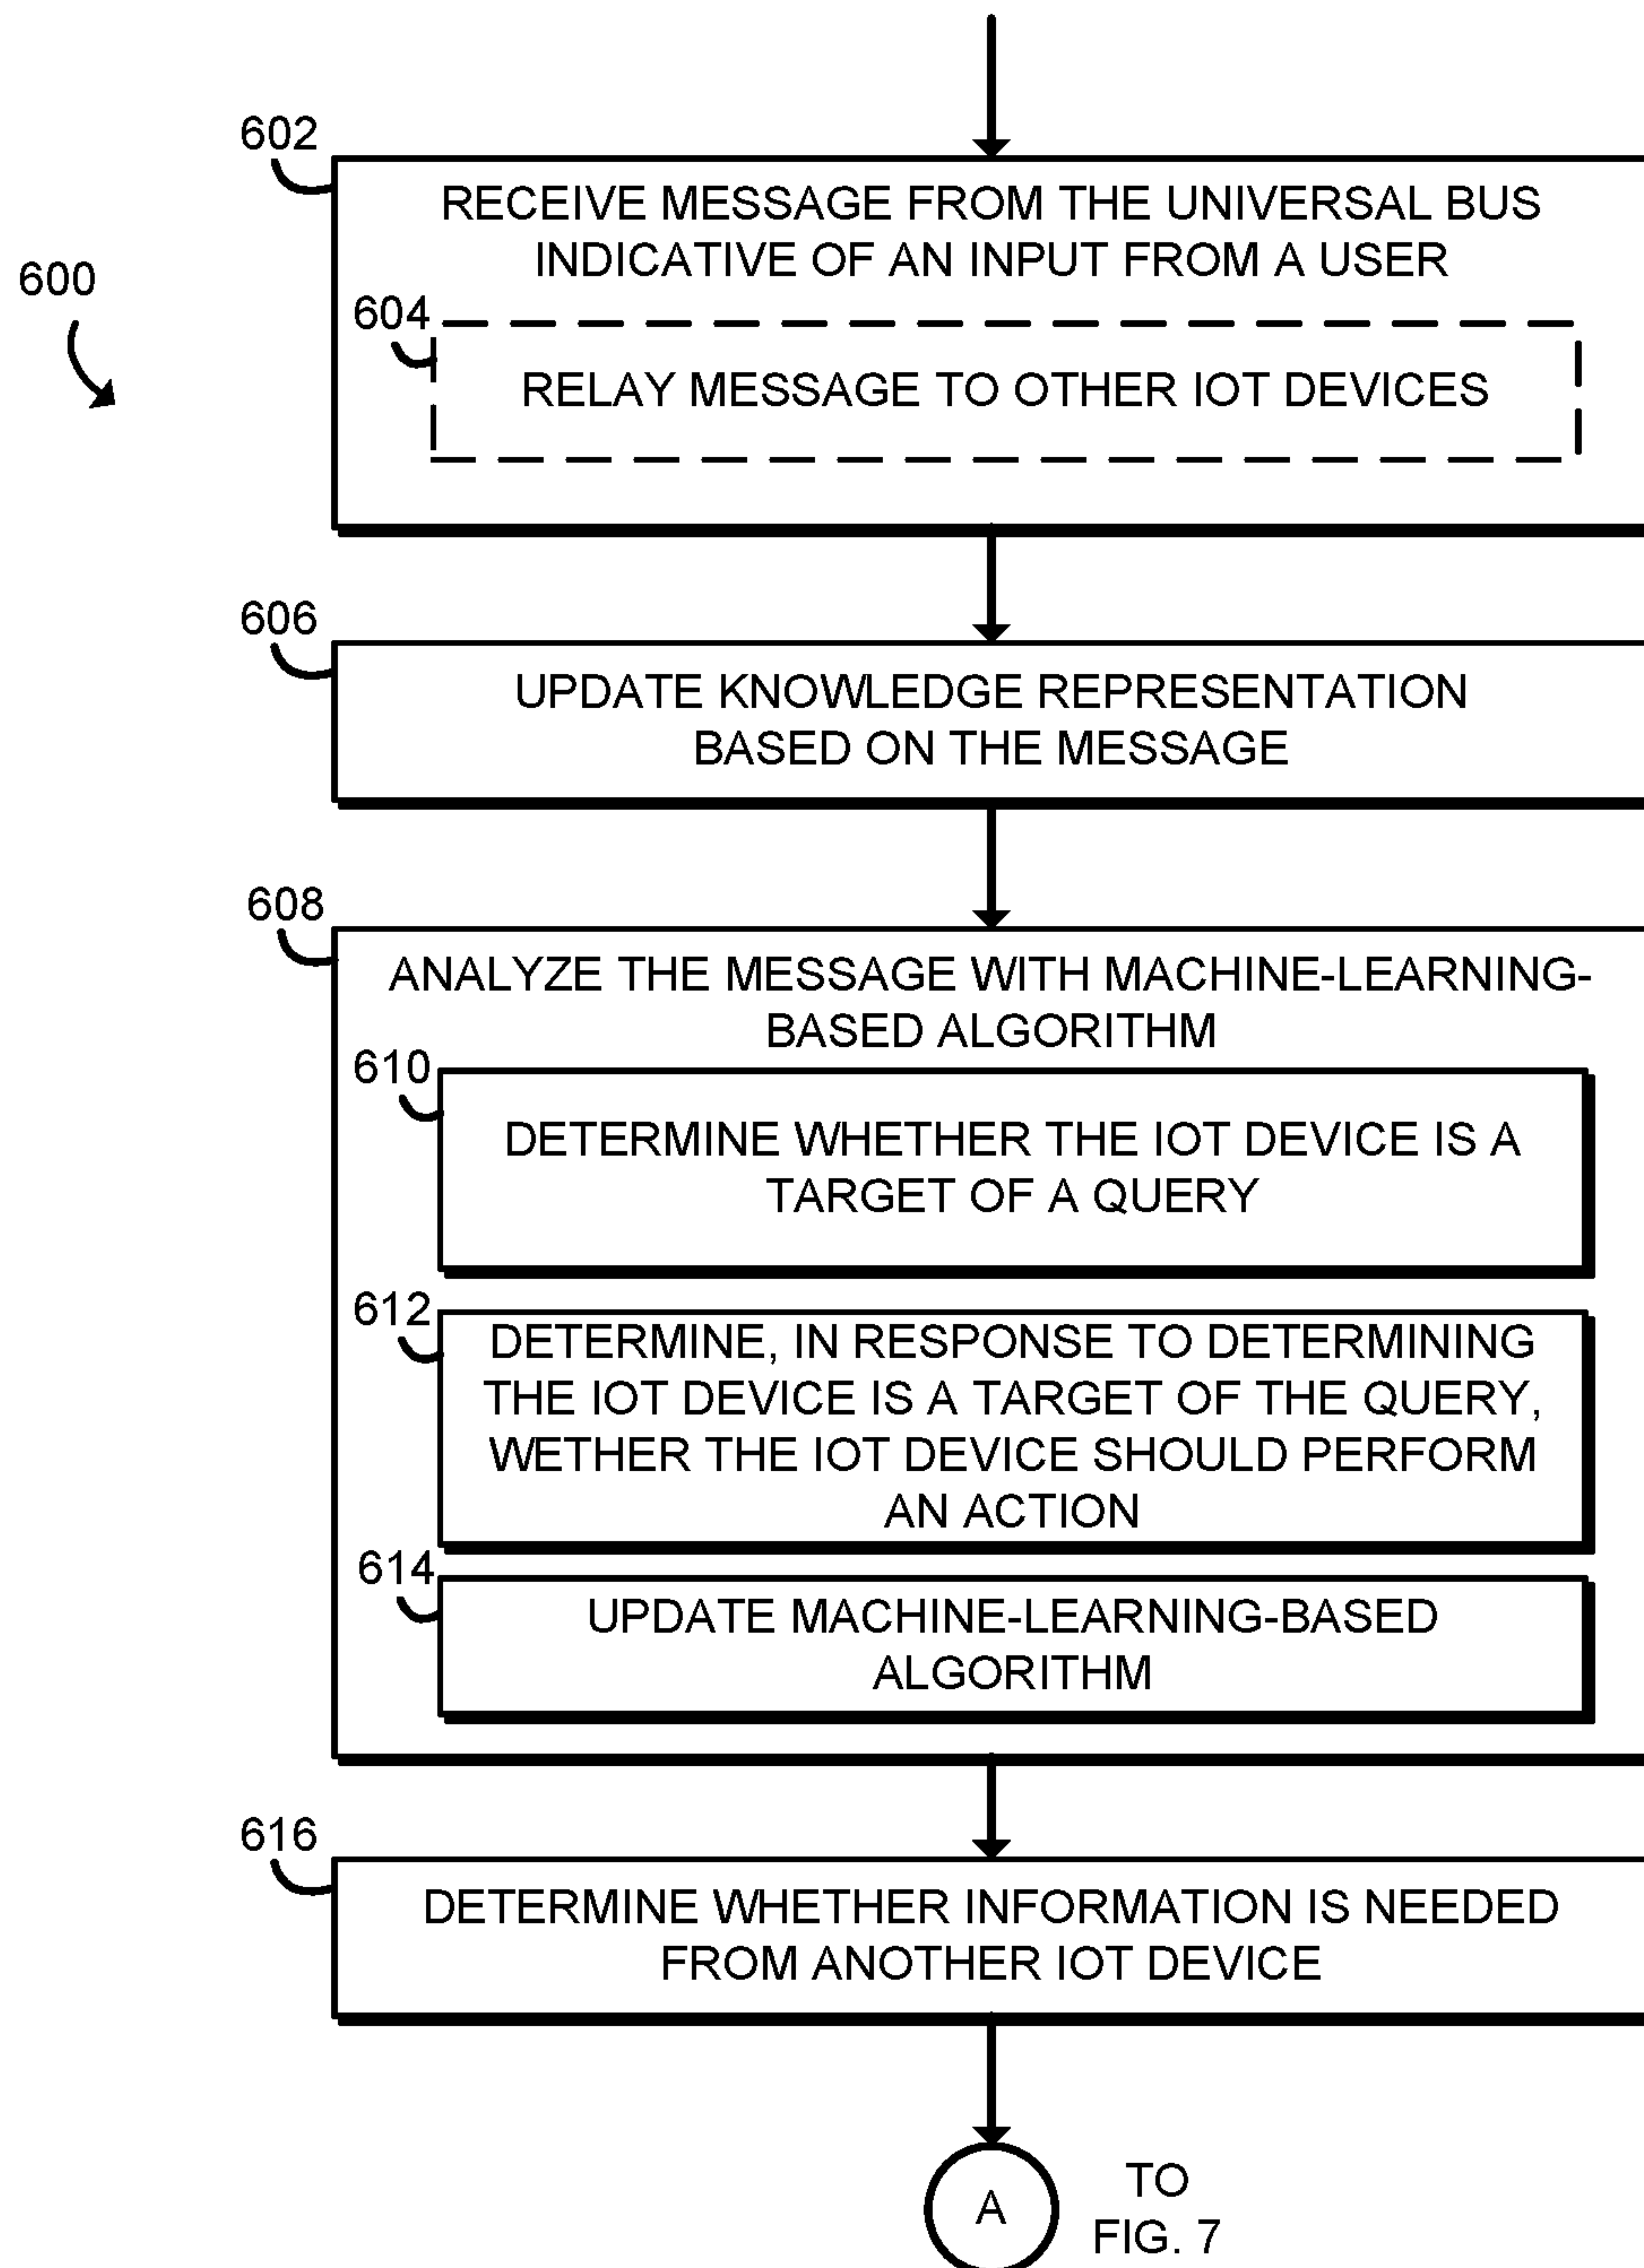 602
RECEIVE MESSAGE FROM THE UNIVERSAL BUS
INDICATIVE OF AN INPUT FROM A USER
600
604
RELAY MESSAGE TO OTHER IOT DEVICES
606
UPDATE KNOWLEDGE REPRESENTATION
BASED ON THE MESSAGE
608
ANALYZE THE MESSAGE WITH MACHINE-LEARNING-
BASED ALGORITHM
610
DETERMINE WHETHER THE IOT DEVICE IS A
TARGET OF A QUERY
612
DETERMINE, IN RESPONSE TO DETERMINING
THE IOT DEVICE IS A TARGET OF THE QUERY,
WETHER THE IOT DEVICE SHOULD PERFORM
AN ACTION
614
UPDATE MACHINE-LEARNING-BASED
ALGORITHM
616
DETERMINE WHETHER INFORMATION IS NEEDED
FROM ANOTHER IOT DEVICE
A
TO
FIG. 7